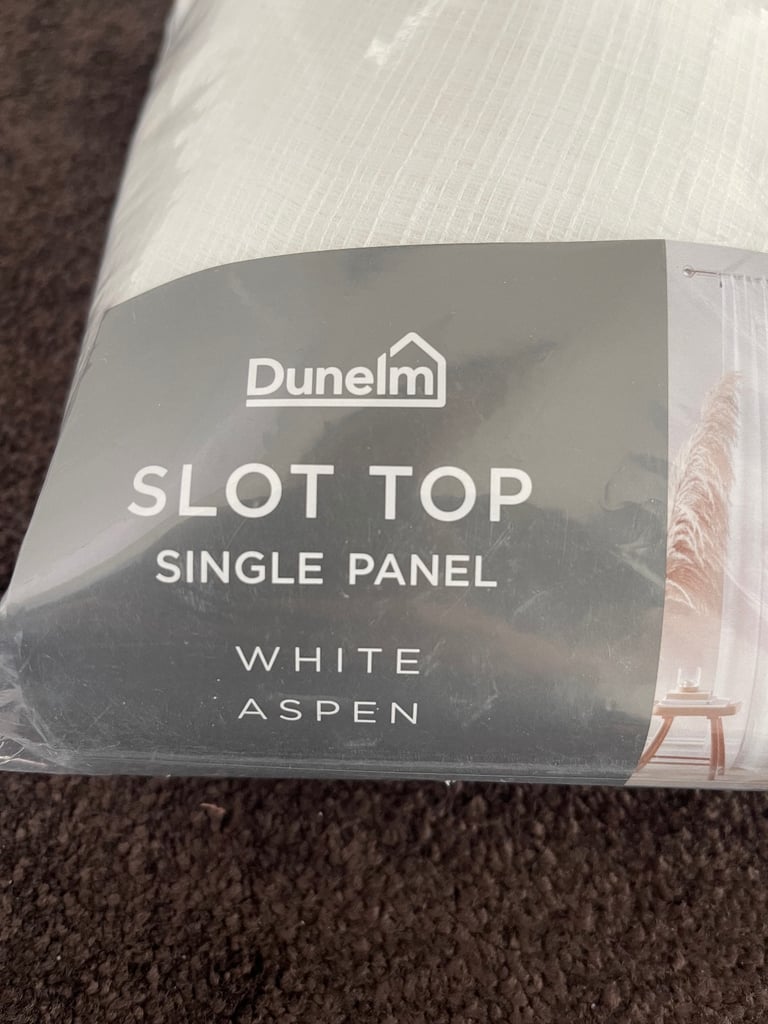 Dunelm
SLOT TOP
SINGLE PANEL
WHITE
ASPEN